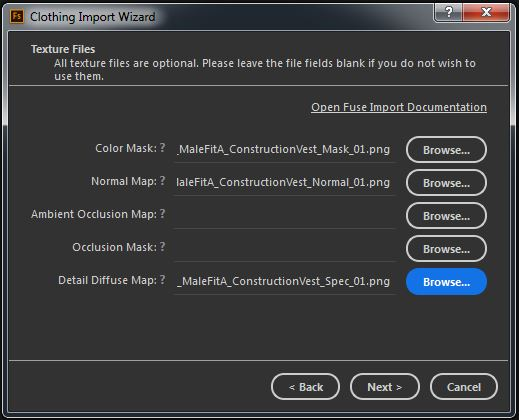 Fs Clothing Import Wizard ?
Texture Files
All texture files are optional. Please leave the file fields blank if you do not wish to
use them.
Open Fuse Import Documentation
Color Mask: ? _MaleFitA_ConstructionVest_Mask_01.png Browse...
Normal Map: ? laleFitA_ConstructionVest_Normal_01.png Browse...
Ambient Occlusion Map: ? Browse...
Occlusion Mask: ? Browse...
Detail Diffuse Map: ? _MaleFitA_ConstructionVest_Spec_01.png Browse...
< Back Next > Cancel